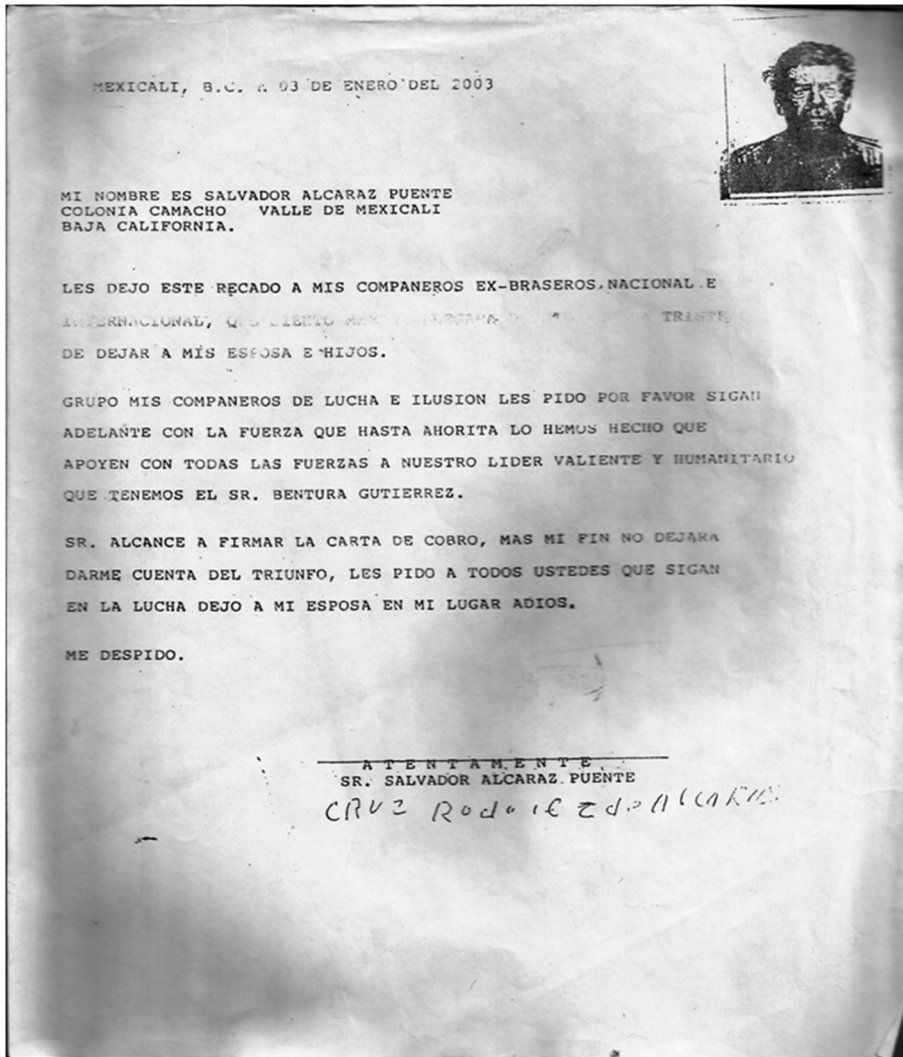 MEXICALI, B.C. A 03 DE ENERO DEL 2003
MI NOMBRE ES SALVADOR ALCARAZ PUENTE
COLONIA CAMACHO VALLE DE MEXICALI
BAJA CALIFORNIA.
LES DEJO ESTE RECADO A MIS COMPANEROS EX-BRASEROS, NACIONAL E
INTERNACIONAL, TRISTE
DE DEJAR A MIS ESPOSA E HIJOS.
GRUPO MIS COMPANEROS DE LUCHA E ILUSION LES PIDO POR FAVOR SIGAN
ADELANTE CON LA FUERZA QUE HASTA AHORITA LO HEMOS HECHO QUE
APOYEN CON TODAS LAS FUERZAS A NUESTRO LIDER VALIENTE Y HUMANITARIO
QUE TENEMOS EL SR. BENTURA GUTIERREZ.
SR. ALCANCE A FIRMAR LA CARTA DE COBRO, MAS MI FIN NO DEJARA
DARME CUENTA DEL TRIUNFO, LES PIDO A TODOS USTEDES QUE SIGAN
EN LA LUCHA DEJO A MI ESPOSA EN MI LUGAR ADIOS.
ME DESPIDO.
A T E N T A M E N T E
SR. SALVADOR ALCARAZ PUENTE
CRUZ